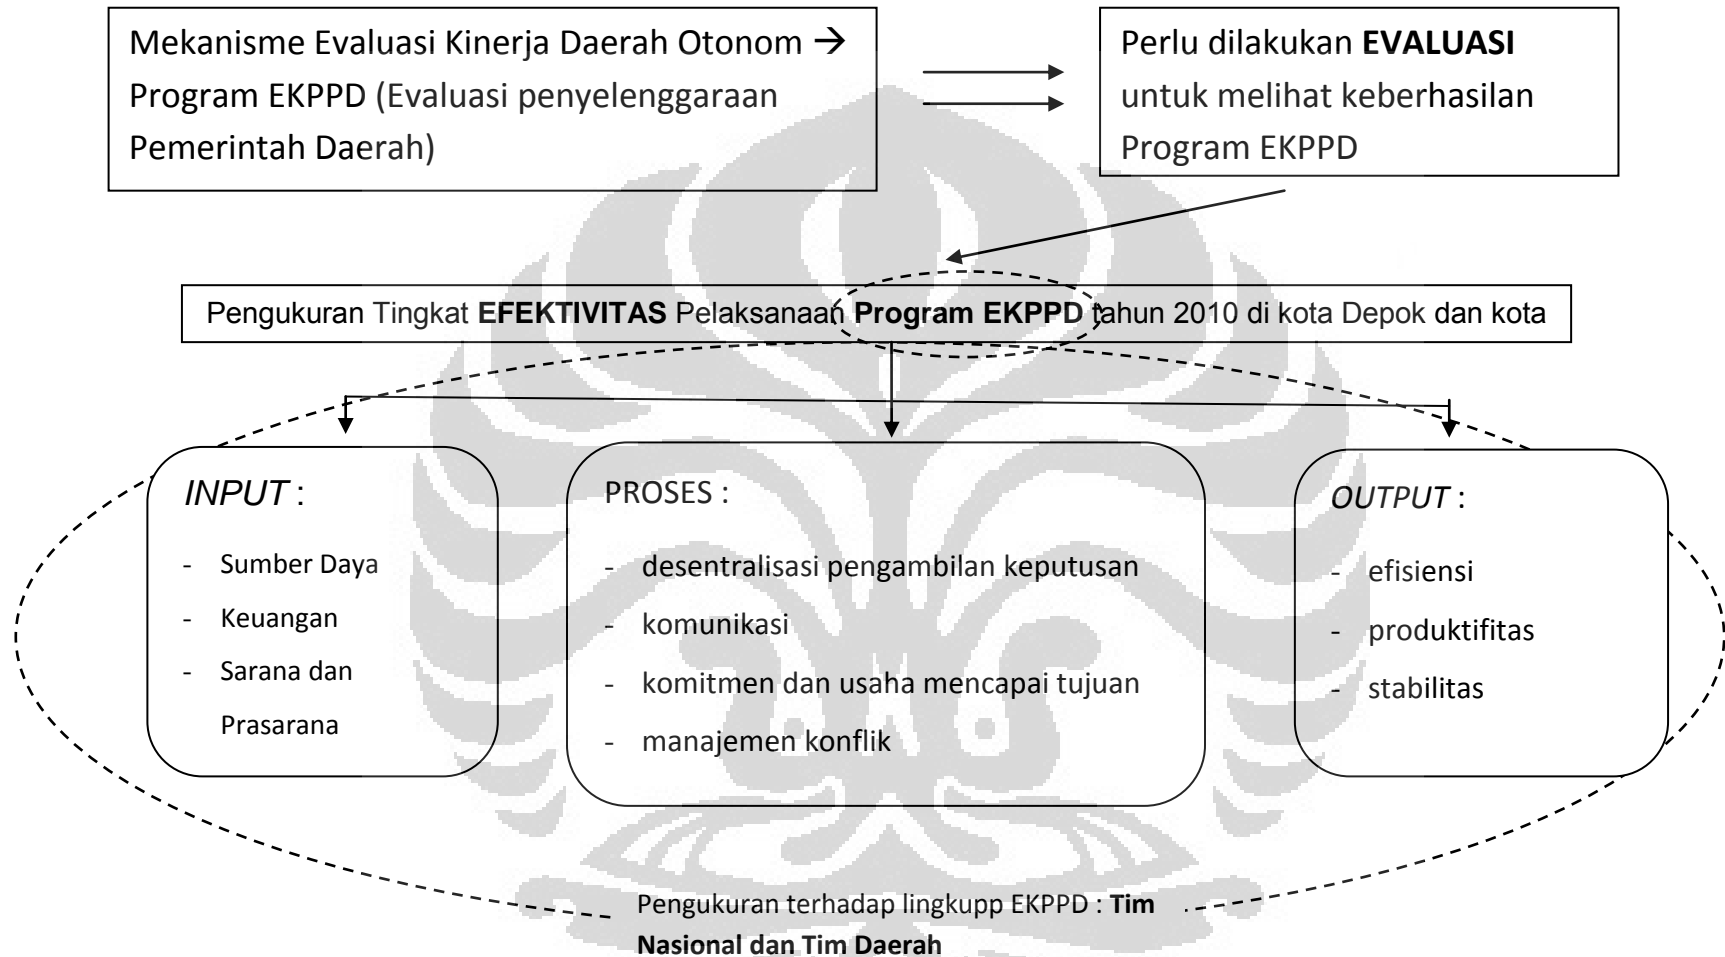 Mekanisme Evaluasi Kinerja Daerah Otonom →
Program EKPPD (Evaluasi penyelenggaraan
Pemerintah Daerah)
Perlu dilakukan EVALUASI
untuk melihat keberhasilan
Program EKPPD
Pengukuran Tingkat EFEKTIVITAS Pelaksanaan Program EKPPD tahun 2010 di kota Depok dan kota
INPUT :
- Sumber Daya
- Keuangan
- Sarana dan
Prasarana
PROSES :
- desentralisasi pengambilan keputusan
- komunikasi
- komitmen dan usaha mencapai tujuan
- manajemen konflik
OUTPUT :
- efisiensi
- produktifitas
- stabilitas
Pengukuran terhadap lingkupp EKPPD : Tim
Nasional dan Tim Daerah